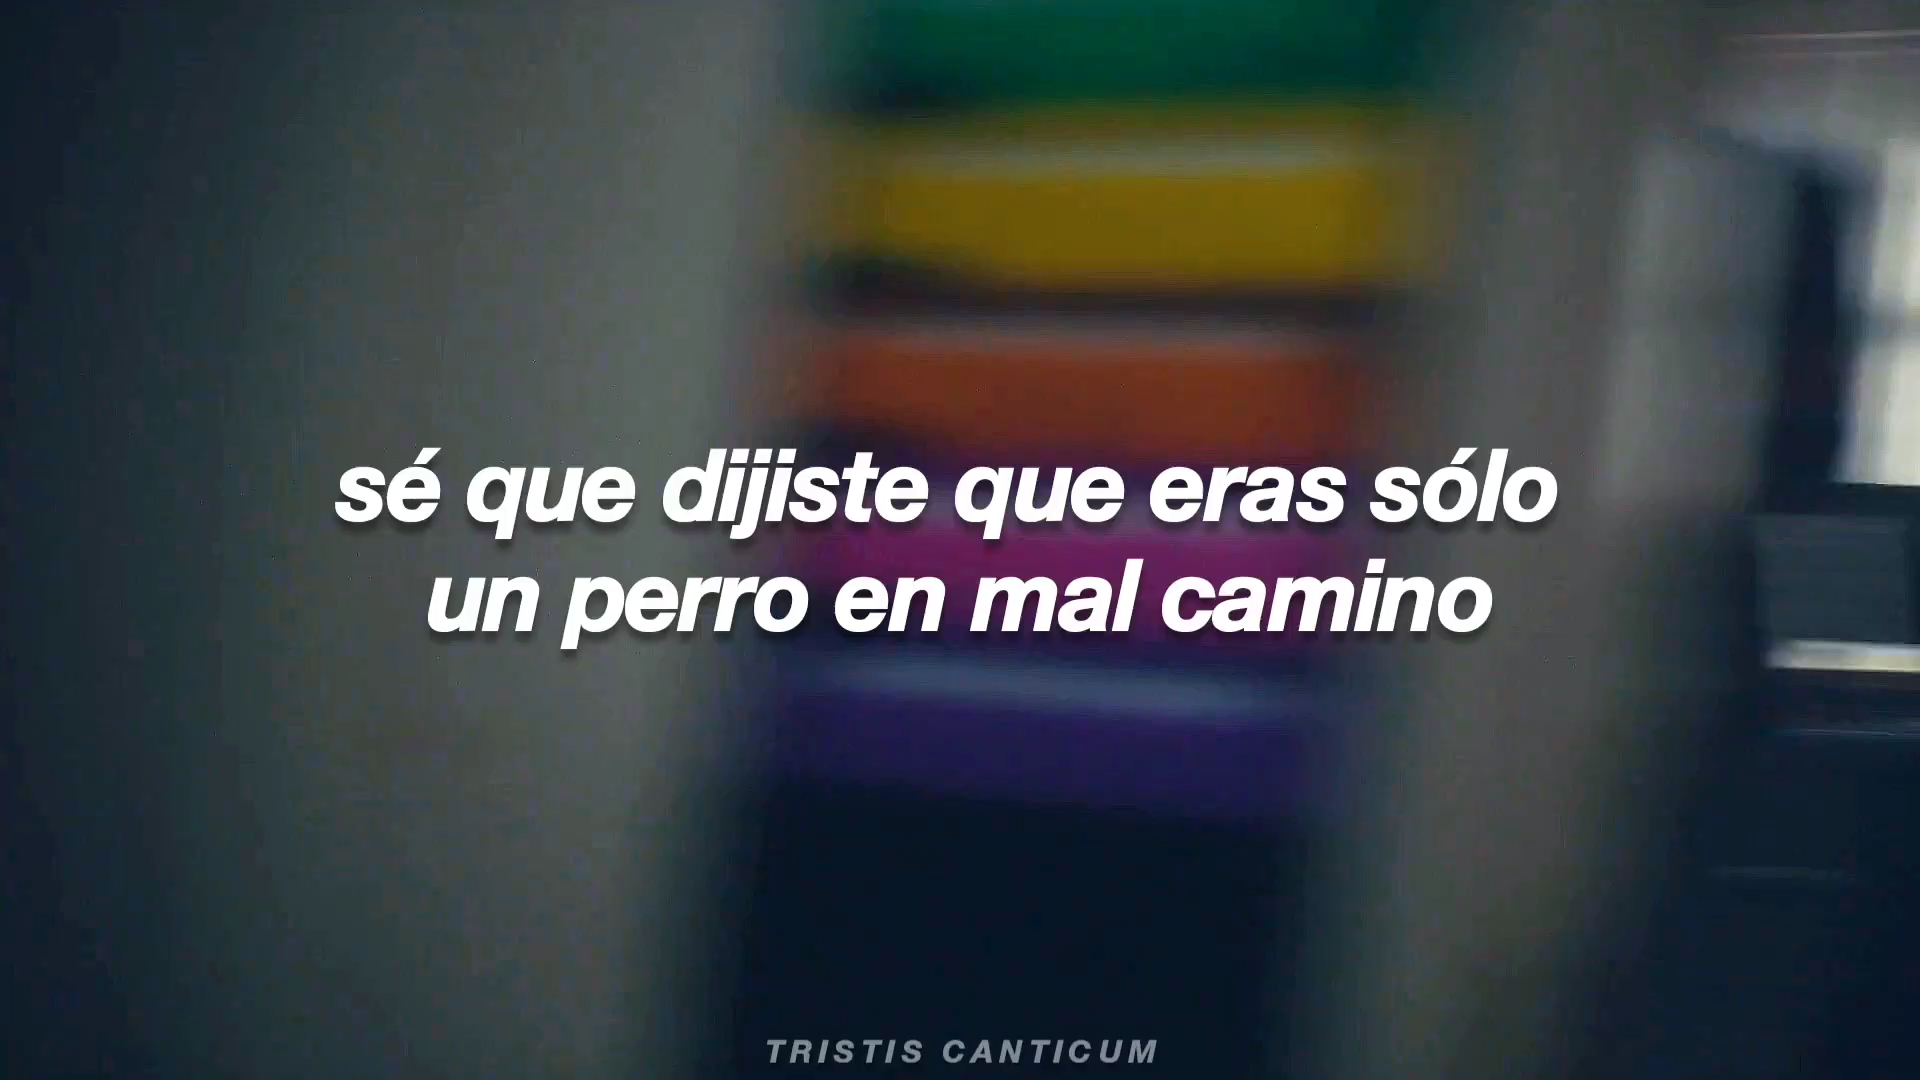 sé que dijiste que eras sólo
un perro en mal camino
TRISTIS CANTICUM